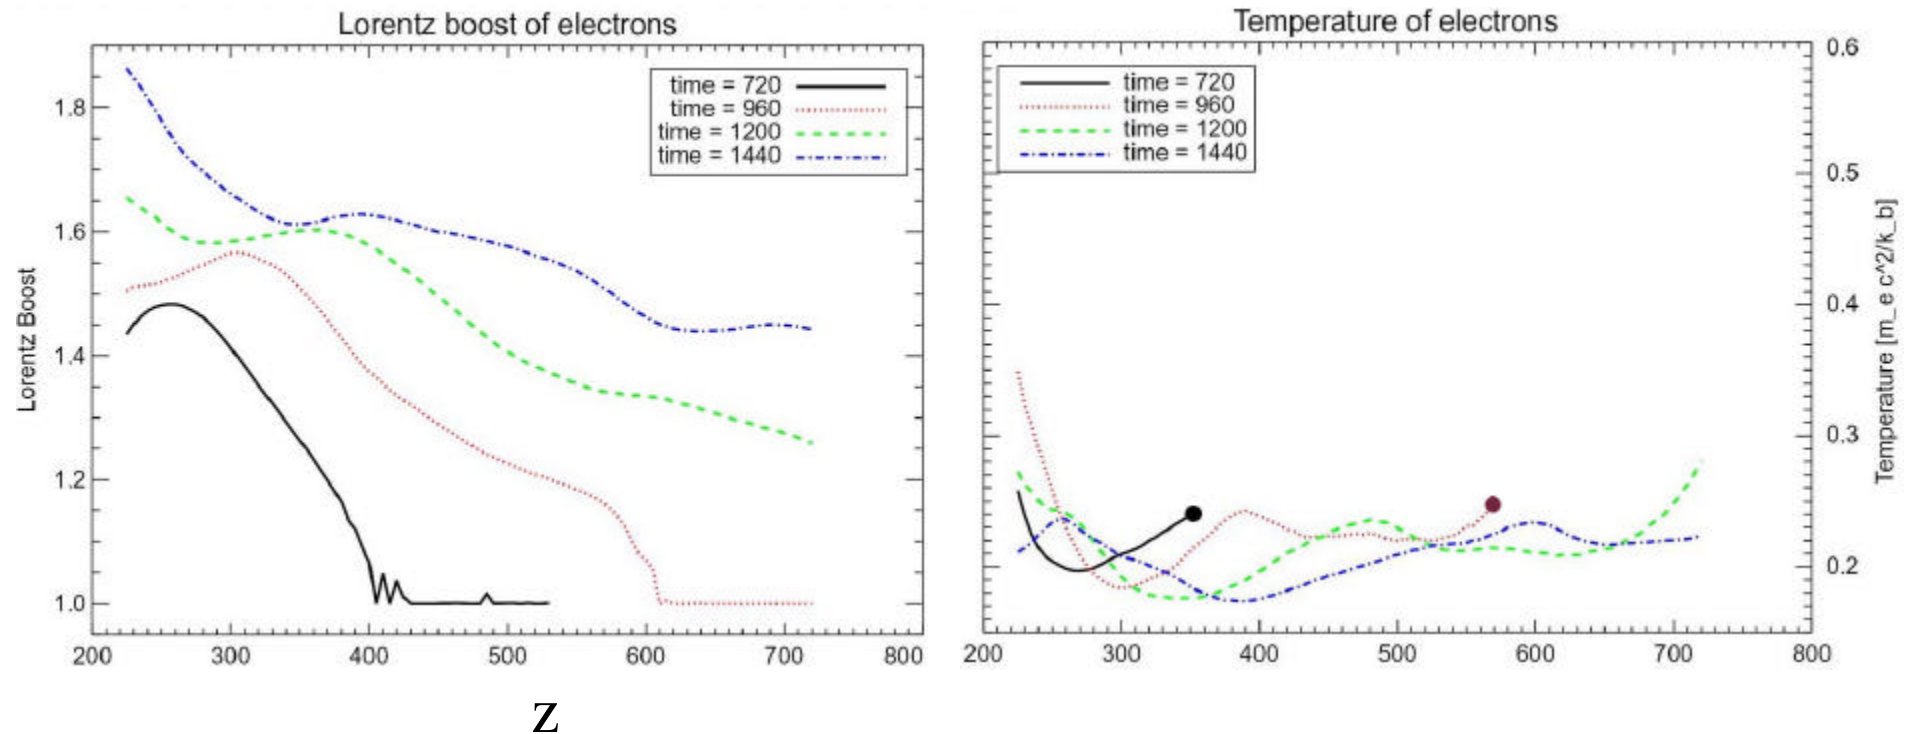 Lorentz boost of electrons
time = 720
time = 960
time = 1200
time = 1440
1.8
1.6
1.4
1.2
1.0
Lorentz Boost
200 300 400 500 600 700 800
Z
Temperature of electrons
time = 720
time = 960
time = 1200
time = 1440
0.6
0.5
0.4
0.3
0.2
Temperature [m_e c^2/k_b]
200 300 400 500 600 700 800